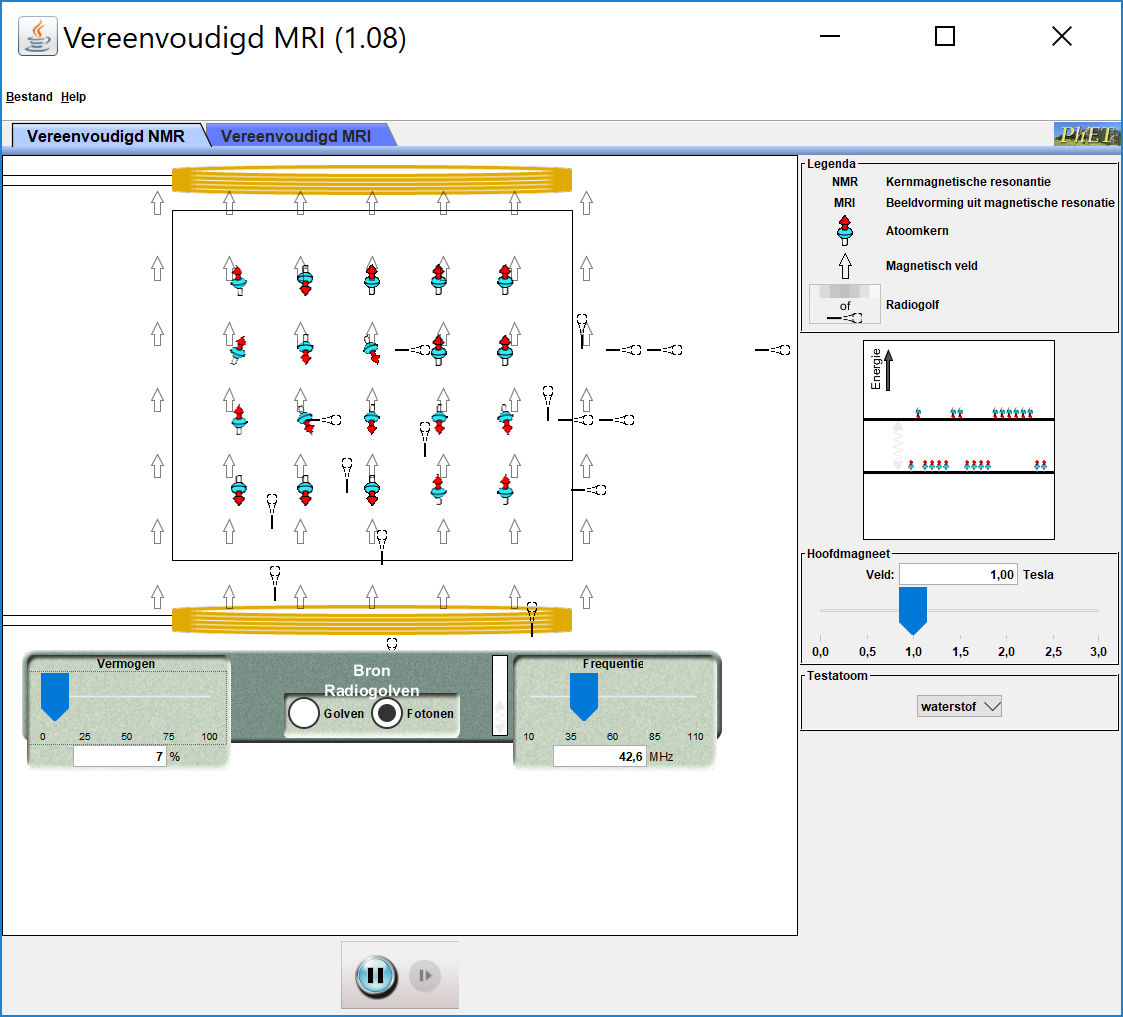 Vereenvoudigd MRI (1.08)
Bestand Help
Vereenvoudigd NMR Vereenvoudigd MRI
PhET
Legenda
NMR Kernmagnetische resonantie
MRI Beeldvorming uit magnetische resonatie
Atoomkern
Magnetisch veld
of Radiogolf
Energie
Hoofdmagneet
Veld: 1,00 Tesla
0,0 0,5 1,0 1,5 2,0 2,5 3,0
Testatoom
waterstof
Vermogen
0 25 50 75 100
7 %
Bron
Radiogolven
Golven Fotonen
Frequentie
10 35 60 85 110
42,6 MHz